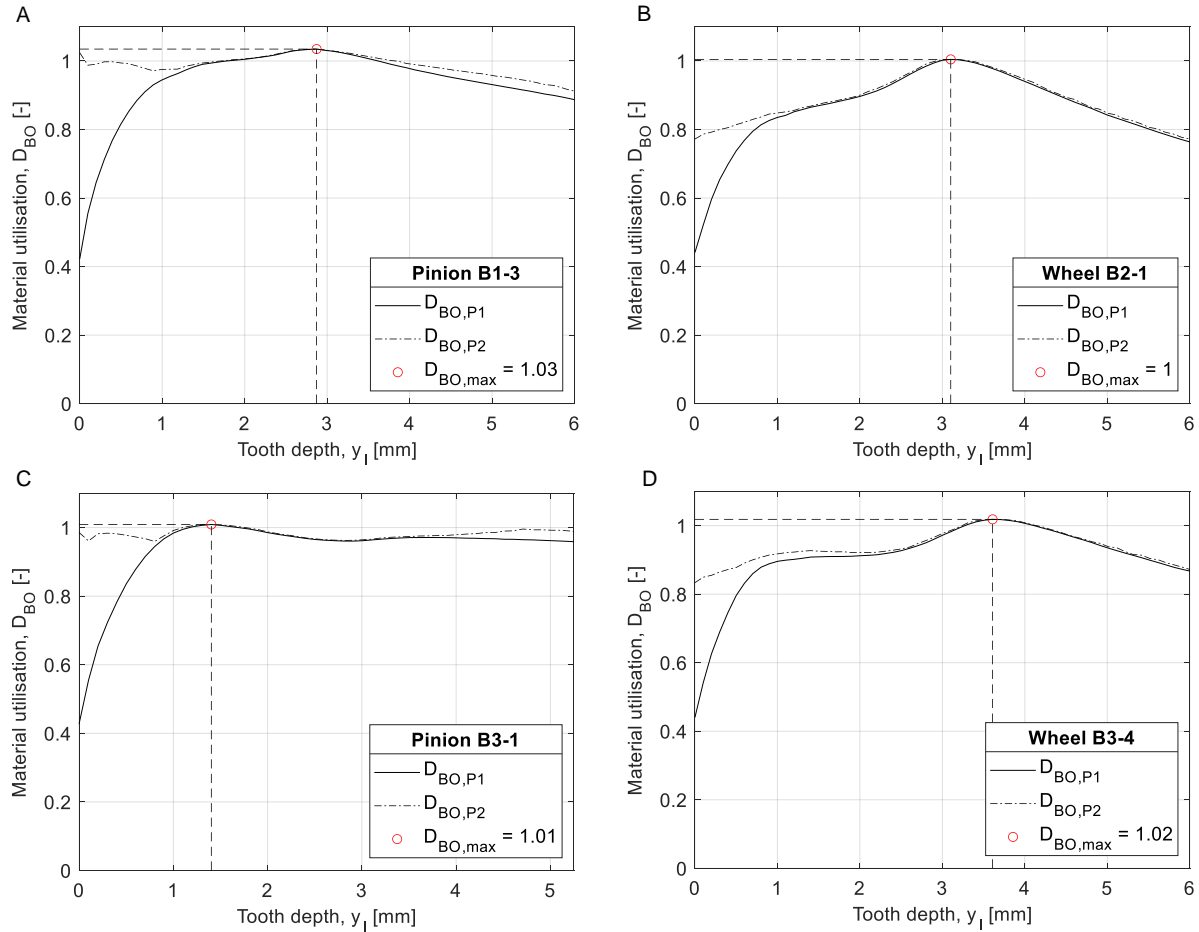 A
Material utilisation, D_BO [-]
1
0.8
0.6
0.4
0.2
0
0 1 2 3 4 5 6
Tooth depth, y_I [mm]
Pinion B1-3
D_BO,P1
D_BO,P2
D_BO,max = 1.03
B
Material utilisation, D_BO [-]
1
0.8
0.6
0.4
0.2
0
0 1 2 3 4 5 6
Tooth depth, y_I [mm]
Wheel B2-1
D_BO,P1
D_BO,P2
D_BO,max = 1
C
Material utilisation, D_BO [-]
1
0.8
0.6
0.4
0.2
0
0 1 2 3 4 5
Tooth depth, y_I [mm]
Pinion B3-1
D_BO,P1
D_BO,P2
D_BO,max = 1.01
D
Material utilisation, D_BO [-]
1
0.8
0.6
0.4
0.2
0
0 1 2 3 4 5 6
Tooth depth, y_I [mm]
Wheel B3-4
D_BO,P1
D_BO,P2
D_BO,max = 1.02